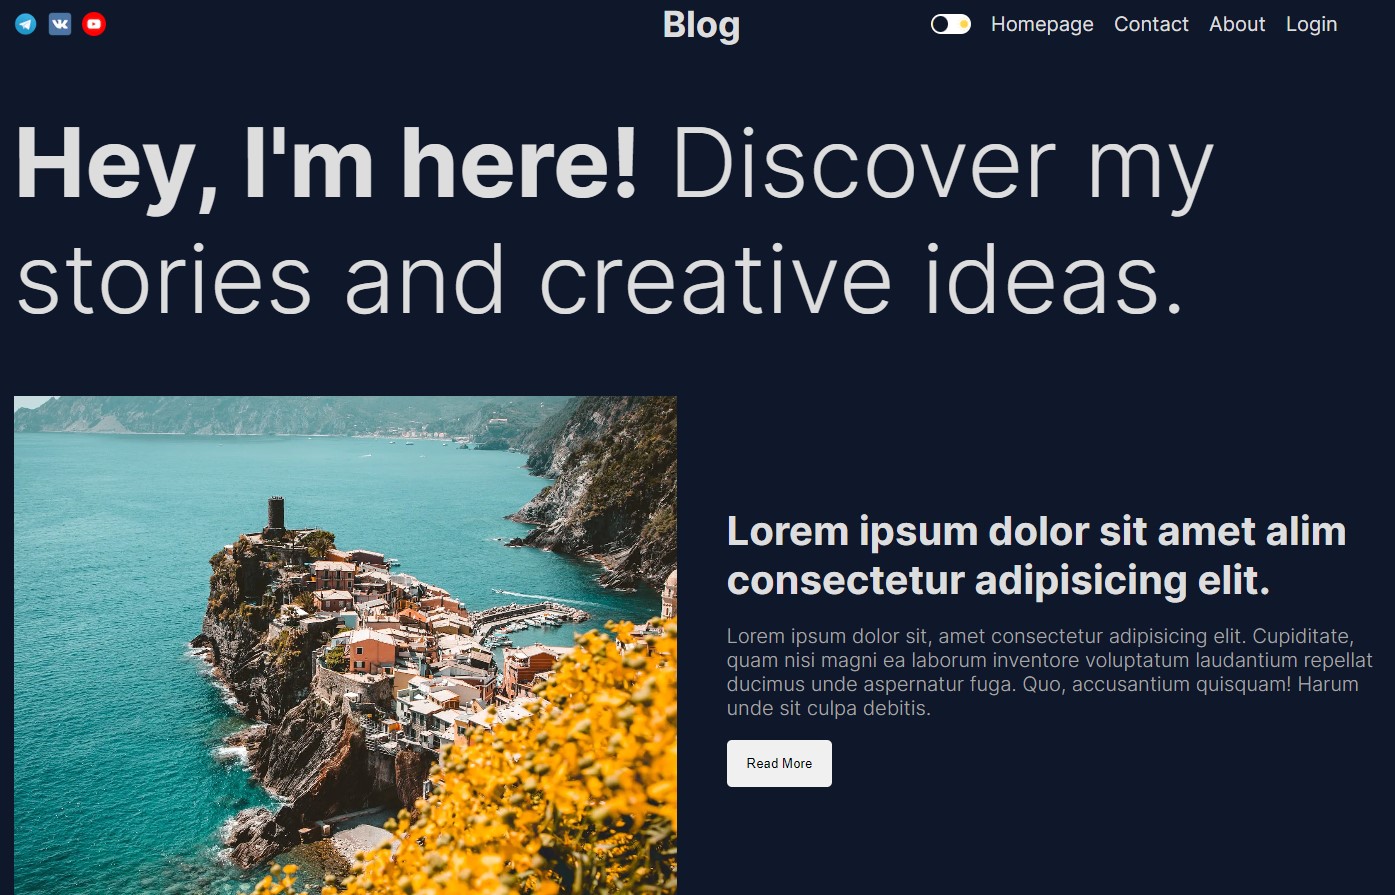 Blog
Homepage Contact About Login
Hey, I'm here! Discover my
stories and creative ideas.
Lorem ipsum dolor sit amet alim
consectetur adipisicing elit.
Lorem ipsum dolor sit, amet consectetur adipisicing elit. Cupiditate,
quam nisi magni ea laborum inventore voluptatum laudantium repellat
ducimus unde aspernatur fuga. Quo, accusantium quisquam! Harum
unde sit culpa debitis.
Read More